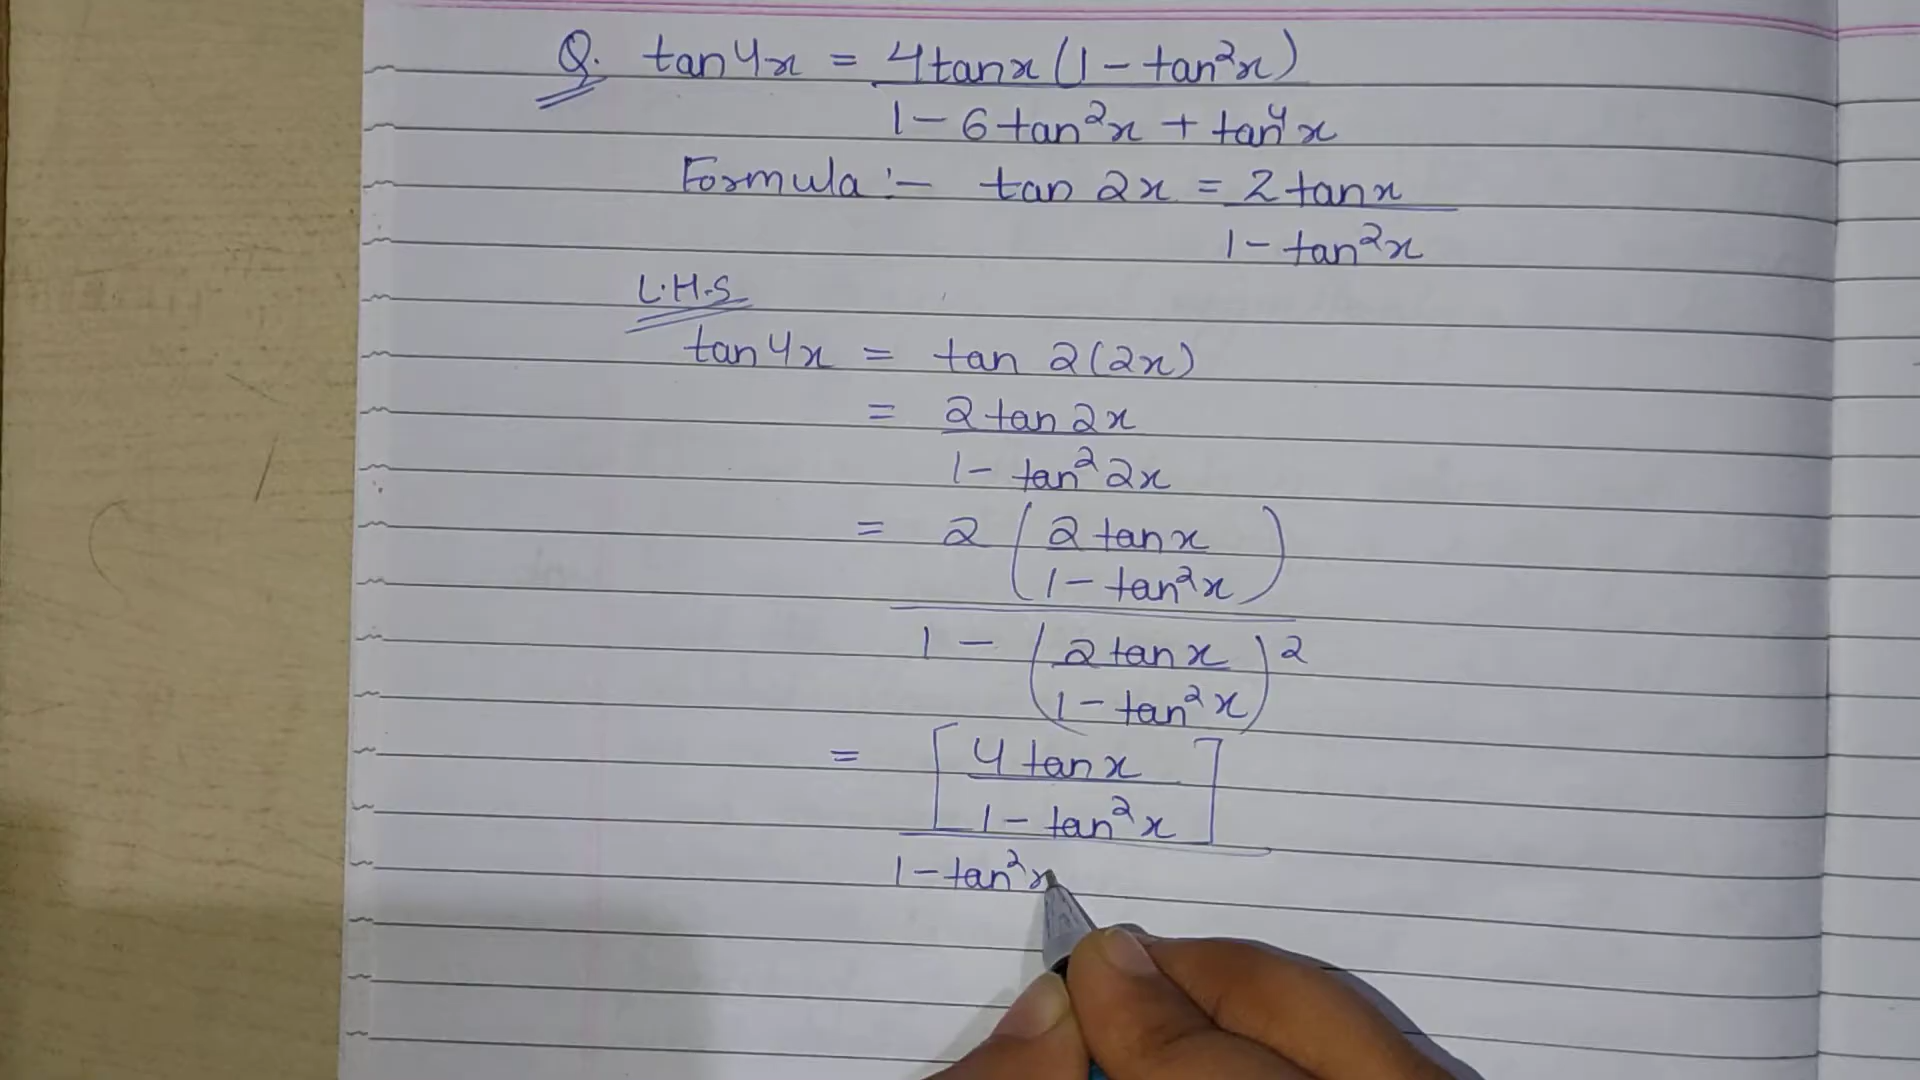 Q. tan4x = 4tanx(1-tan²x)
1-6tan²x + tan⁴x
Formula :- tan 2x = 2tanx
1-tan²x
L.H.S
tan4x = tan 2(2x)
= 2tan2x
1-tan²2x
= 2(2tanx
1-tan²x)
1-(2tanx)2
1-tan²x
= [4tanx]
1-tan²x
1-tan²x